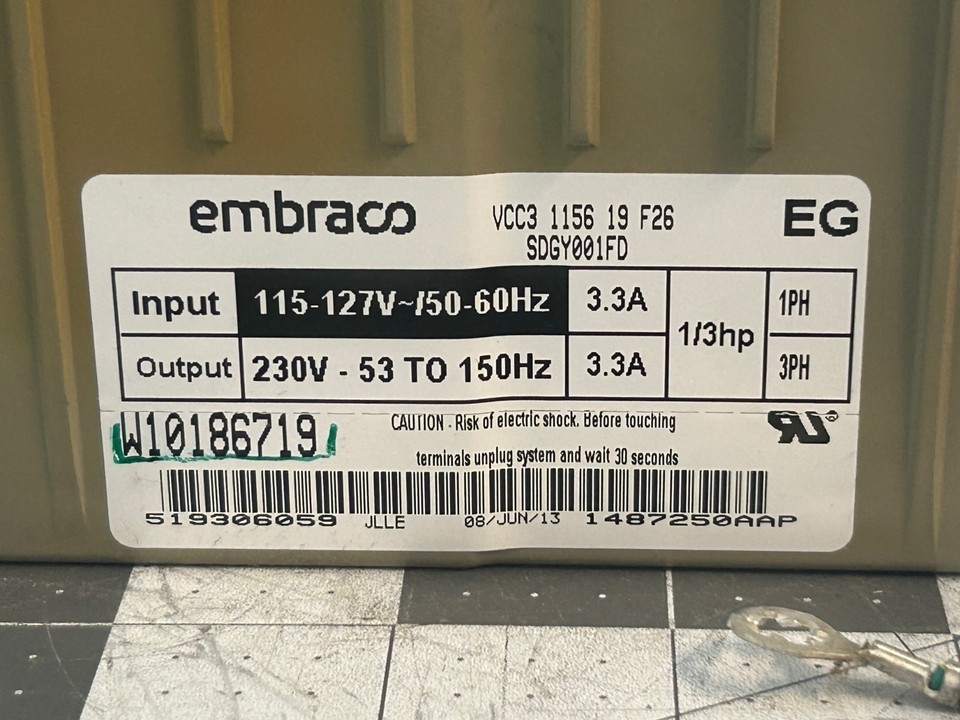 embraco
VCC3 1156 19 F26
SDGY001FD
EG
Input 115-127V~/50-60Hz 3.3A 1/3hp 1PH
Output 230V - 53 TO 150Hz 3.3A 3PH
W10186719
CAUTION - Risk of electric shock. Before touching
terminals unplug system and wait 30 seconds
519306059 JLLE 08/JUN/13 1487250AAP